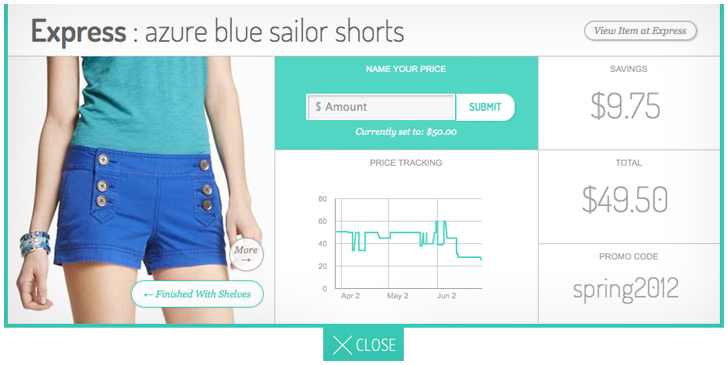 Express : azure blue sailor shorts
View Item at Express
NAME YOUR PRICE
$ Amount
SUBMIT
Currently set to: $50.00
PRICE TRACKING
80
60
40
20
0
Apr 2
May 2
Jun 2
SAVINGS
$9.75
TOTAL
$49.50
PROMO CODE
spring2012
More
→
← Finished With Shelves
CLOSE